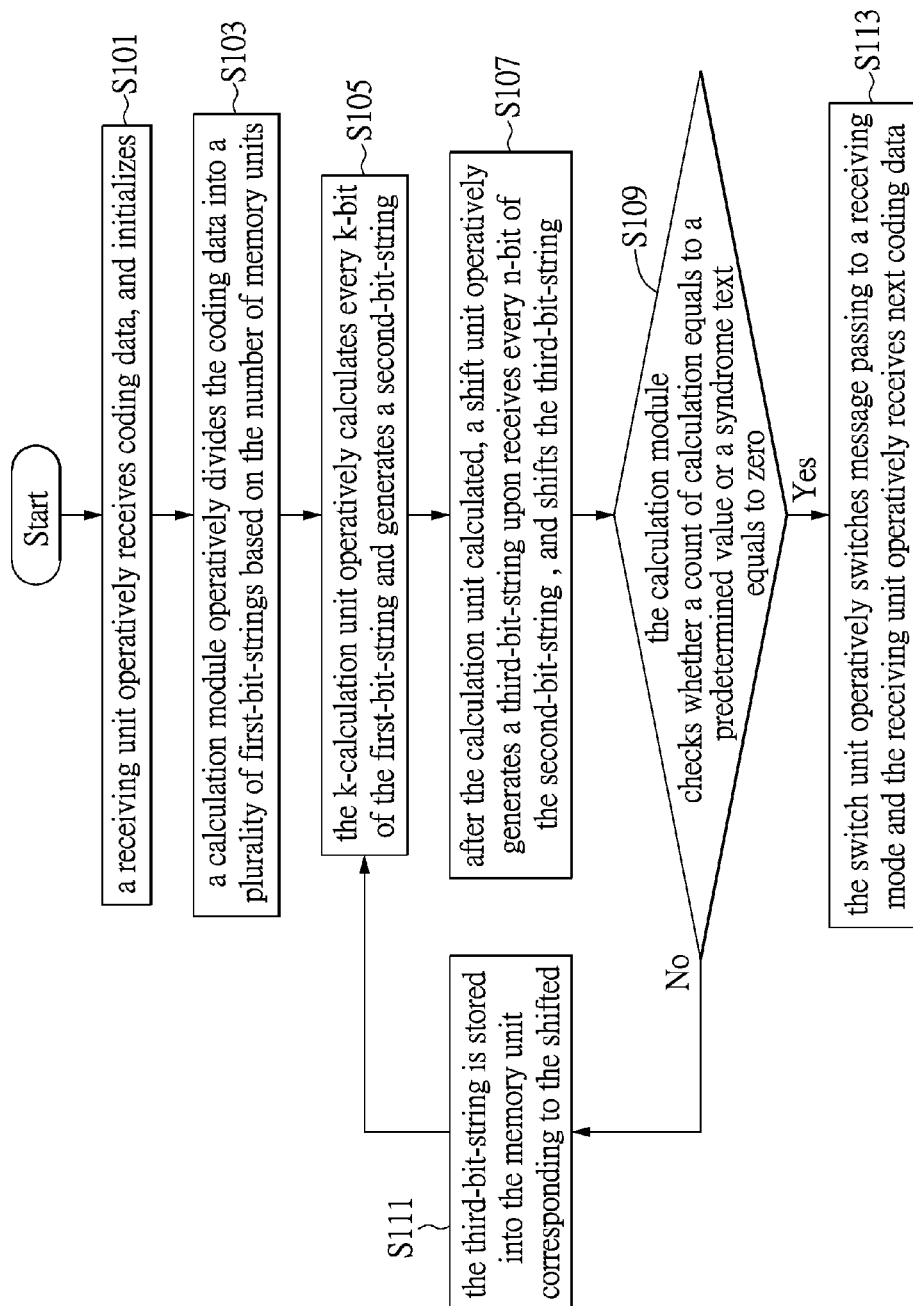 Start
a receiving unit operatively receives coding data, and initializes
S101
a calculation module operatively divides the coding data into a
plurality of first-bit-strings based on the number of memory units
S103
the k-calculation unit operatively calculates every k-bit
of the first-bit-string and generates a second-bit-string
S105
after the calculation unit calculated, a shift unit operatively
generates a third-bit-string upon receives every n-bit of
the second-bit-string , and shifts the third-bit-string
S107
the calculation module
checks whether a count of calculation equals to a
predetermined value or a syndrome text
equals to zero
S109
No
S111
the third-bit-string is stored
into the memory unit
corresponding to the shifted
Yes
the switch unit operatively switches message passing to a receiving
mode and the receiving unit operatively receives next coding data
S113